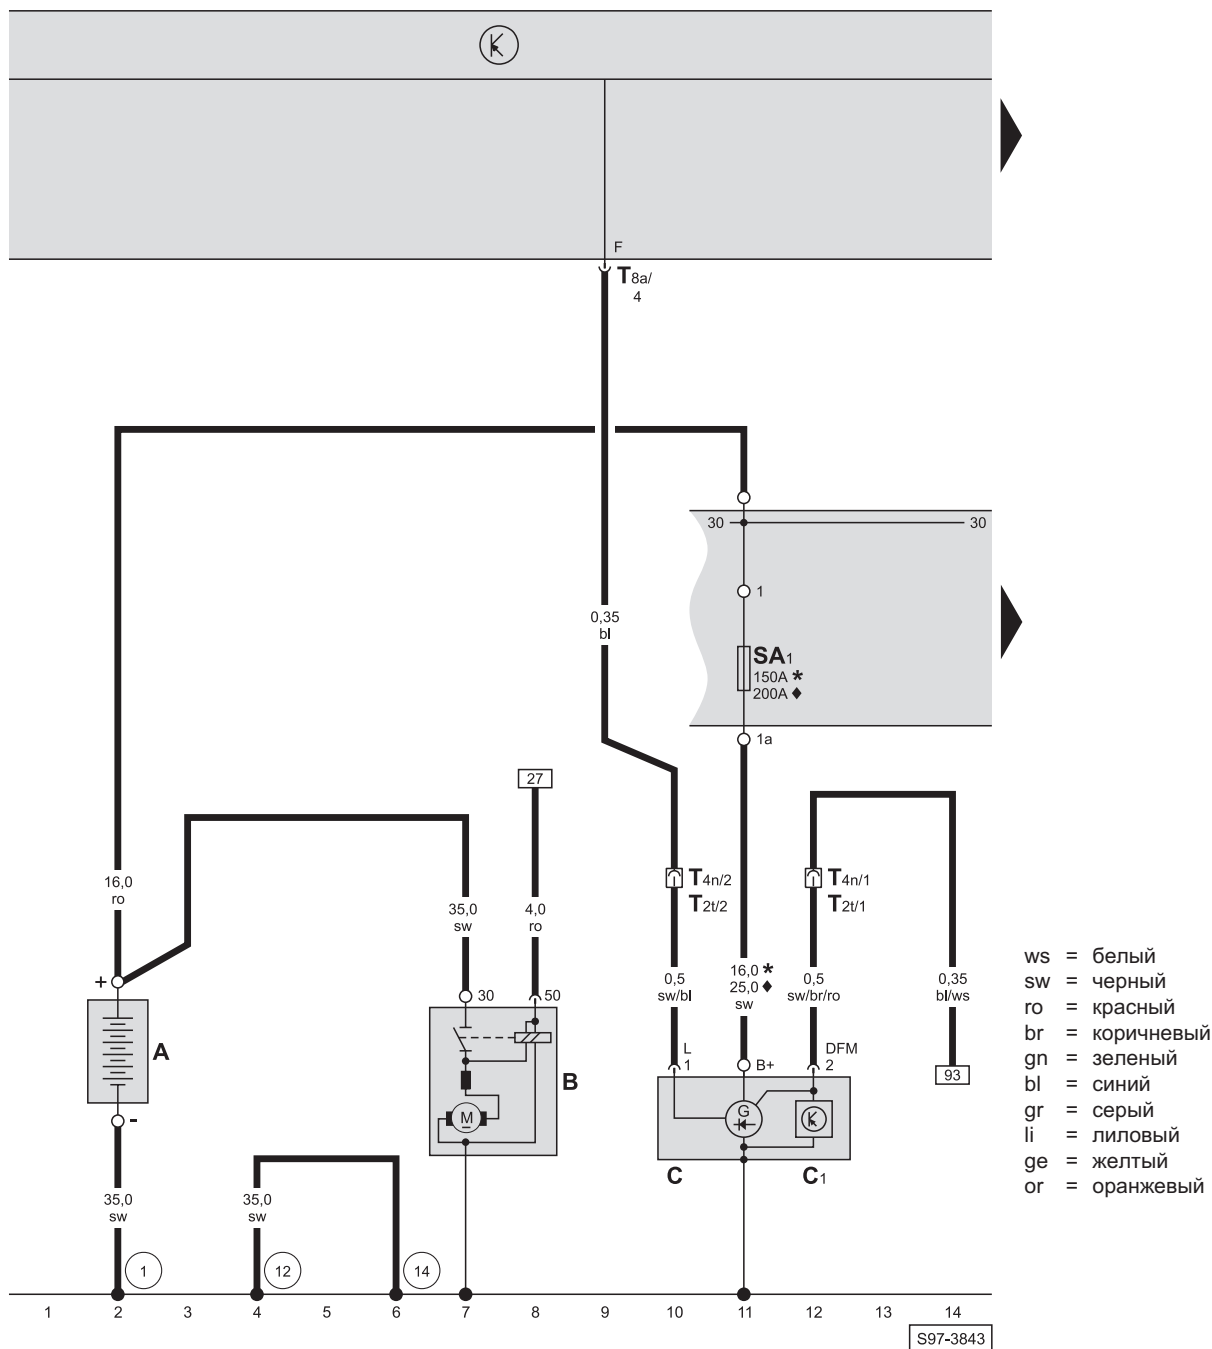 F
T8a/
4
30
30
1
SA1
150A *
200A ♦
1a
0,35
bl
27
16,0
ro
35,0
sw
4,0
ro
T4n/2
T2t/2
T4n/1
T2t/1
0,5
sw/bl
16,0 *
25,0 ♦
sw
0,5
sw/br/ro
0,35
bl/ws
+
A
-
30
50
M
B
L
1
B+
DFM
2
G
93
C
C1
35,0
sw
35,0
sw
1
12
14
1 2 3 4 5 6 7 8 9 10 11 12 13 14
S97-3843
ws = белый
sw = черный
ro = красный
br = коричневый
gn = зеленый
bl = синий
gr = серый
li = лиловый
ge = желтый
or = оранжевый